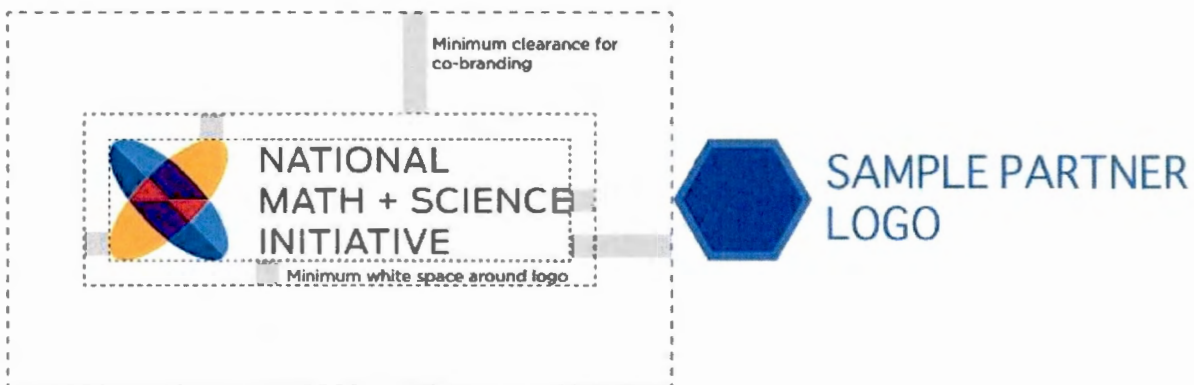 Minimum clearance for
co-branding
NATIONAL
MATH + SCIENCE
INITIATIVE
Minimum white space around logo
SAMPLE PARTNER
LOGO